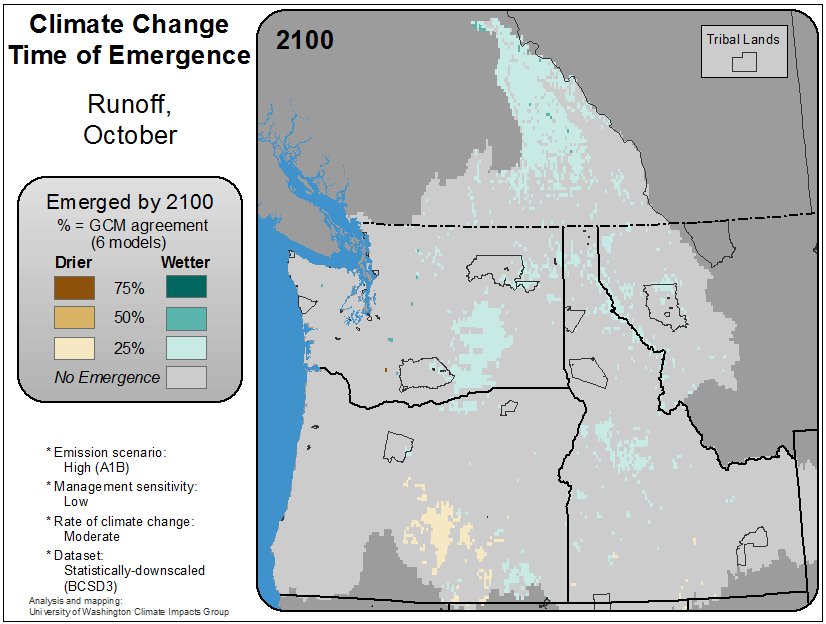 Climate Change
Time of Emergence
Runoff,
October
Emerged by 2100
% = GCM agreement
(6 models)
Drier
Wetter
75%
50%
25%
No Emergence
* Emission scenario:
High (A1B)
* Management sensitivity:
Low
* Rate of climate change:
Moderate
* Dataset:
Statistically-downscaled
(BCSD3)
Analysis and mapping:
University of Washington Climate Impacts Group
2100
Tribal Lands